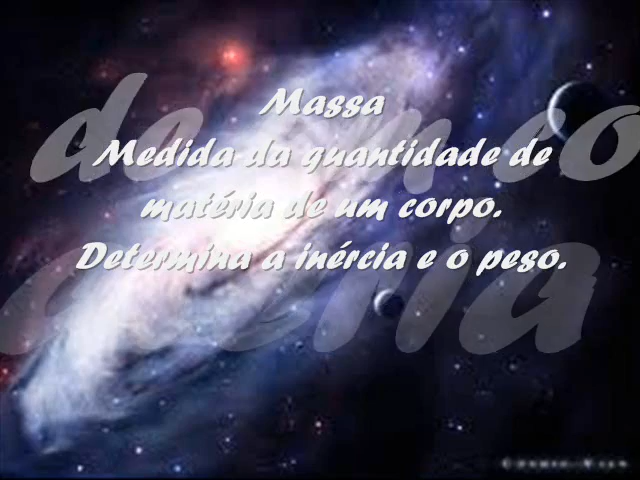 Massa
Medida da quantidade de
matéria de um corpo.
Determina a inércia e o peso.